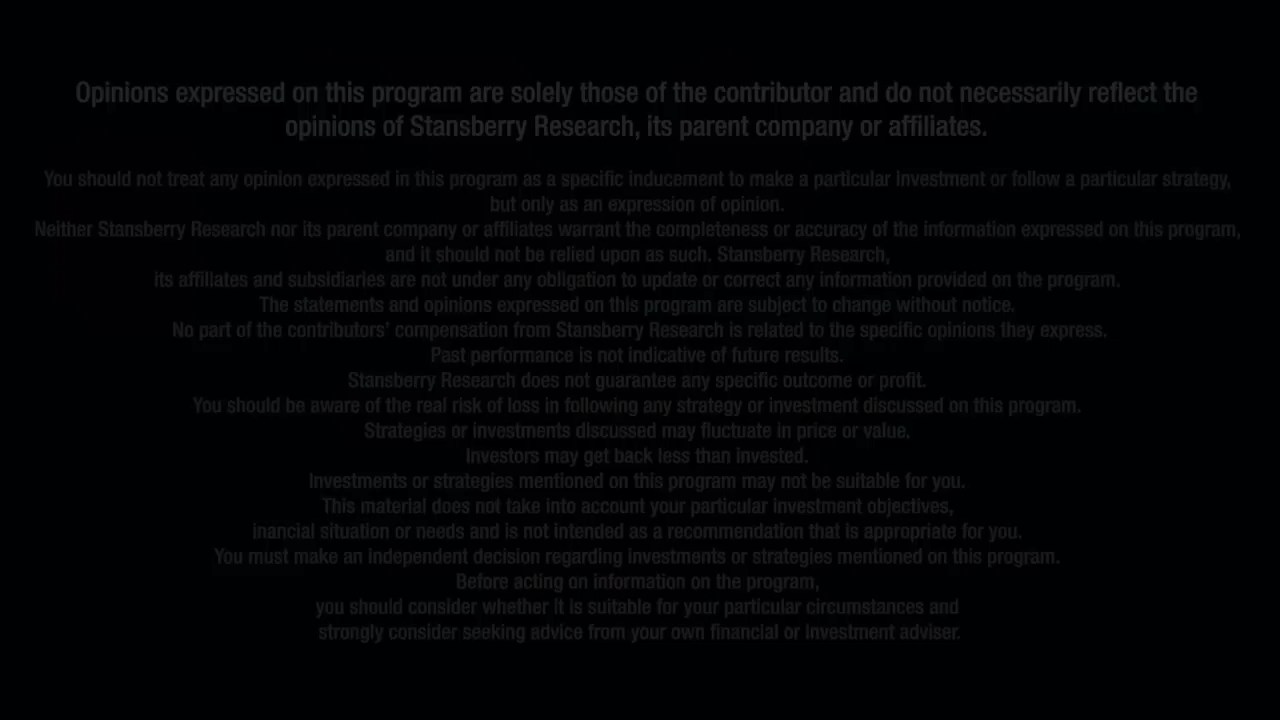 Opinions expressed on this program are solely those of the contributor and do not necessarily reflect the
opinions of Stansberry Research, its parent company or affiliates.
You should not treat any opinion expressed in this program as a specific inducement to make a particular investment or follow a particular strategy,
but only as an expression of opinion.
Neither Stansberry Research nor its parent company or affiliates warrant the completeness or accuracy of the information expressed on this program,
and it should not be relied upon as such. Stansberry Research,
its affiliates and subsidiaries are not under any obligation to update or correct any information provided on the program.
The statements and opinions expressed on this program are subject to change without notice.
No part of the contributors' compensation from Stansberry Research is related to the specific opinions they express.
Past performance is not indicative of future results.
Stansberry Research does not guarantee any specific outcome or profit.
You should be aware of the real risk of loss in following any strategy or investment discussed on this program.
Strategies or investments discussed may fluctuate in price or value.
Investors may get back less than invested.
Investments or strategies mentioned on this program may not be suitable for you.
This material does not take into account your particular investment objectives,
inancial situation or needs and is not intended as a recommendation that is appropriate for you.
You must make an independent decision regarding investments or strategies mentioned on this program.
Before acting on information on the program,
you should consider whether it is suitable for your particular circumstances and
strongly consider seeking advice from your own financial or investment adviser.